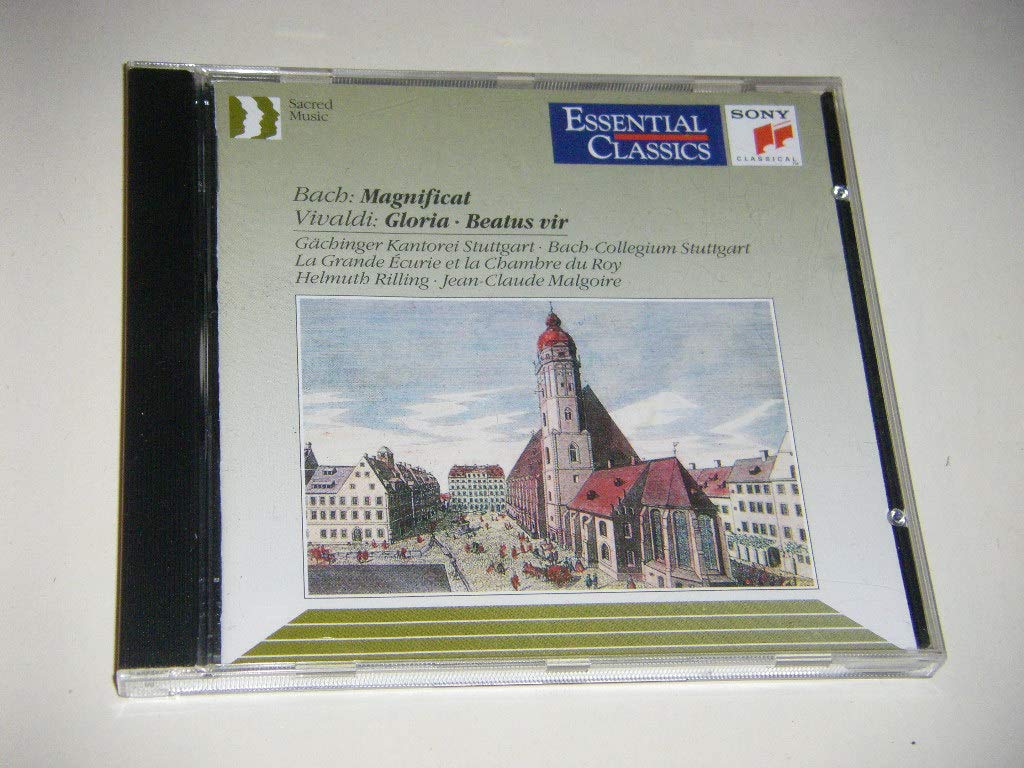 Sacred
Music
ESSENTIAL
CLASSICS
SONY
CLASSICAL™
Bach: Magnificat
Vivaldi: Gloria · Beatus vir
Gächinger Kantorei Stuttgart · Bach-Collegium Stuttgart
La Grande Écurie et la Chambre du Roy
Helmuth Rilling · Jean-Claude Malgoire